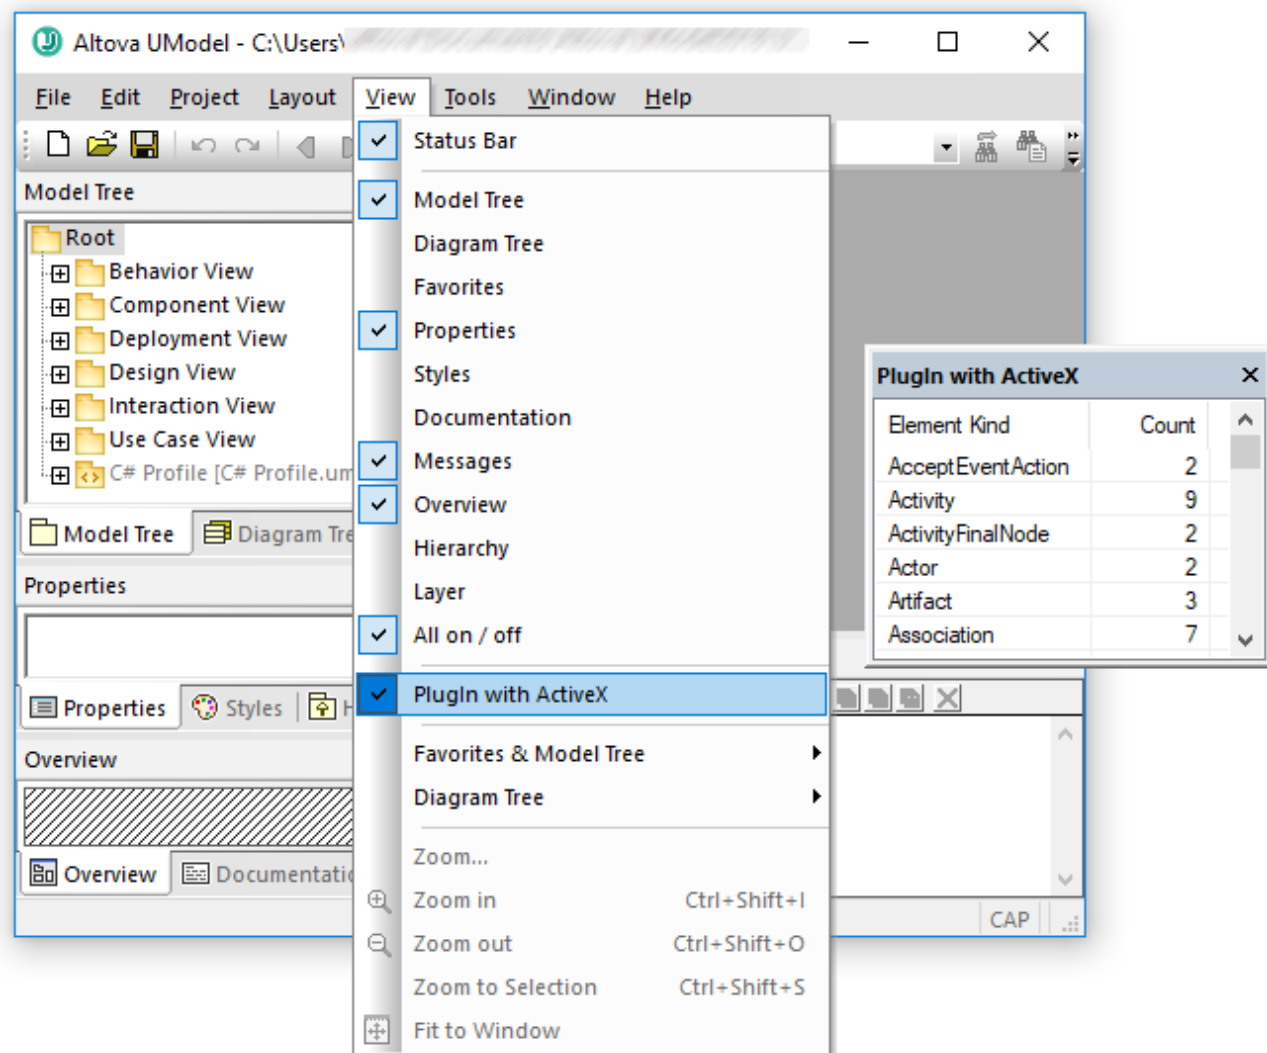 Altova UModel - C:\Users\
File Edit Project Layout View Tools Window Help
Status Bar
Model Tree
Diagram Tree
Favorites
Properties
Styles
Documentation
Messages
Overview
Hierarchy
Layer
All on / off
PlugIn with ActiveX
Favorites & Model Tree
Diagram Tree
Zoom...
Zoom in Ctrl+Shift+I
Zoom out Ctrl+Shift+O
Zoom to Selection Ctrl+Shift+S
Fit to Window
Model Tree
Root
Behavior View
Component View
Deployment View
Design View
Interaction View
Use Case View
C# Profile [C# Profile.um
Model Tree Diagram Tre
Properties
Properties Styles H
Overview
Overview Documentatic
CAP
PlugIn with ActiveX
Element Kind Count
AcceptEventAction 2
Activity 9
ActivityFinalNode 2
Actor 2
Artifact 3
Association 7